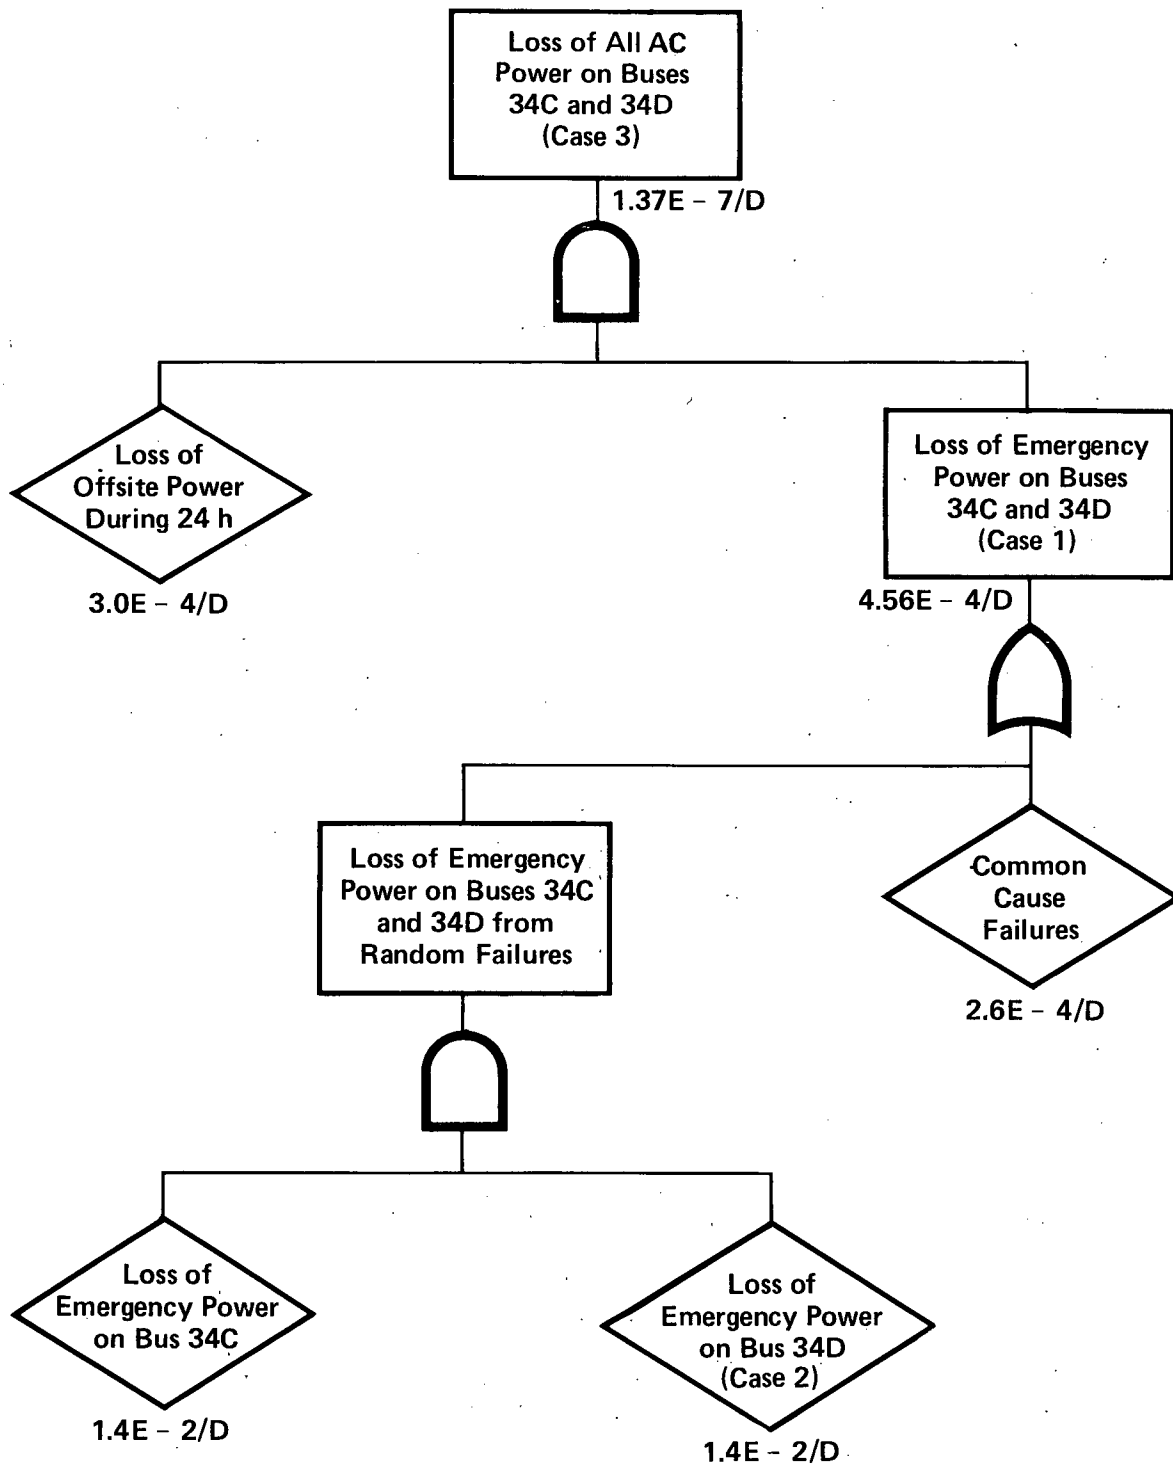 Loss of All AC
Power on Buses
34C and 34D
(Case 3)
1.37E – 7/D
Loss of
Offsite Power
During 24 h
3.0E – 4/D
Loss of Emergency
Power on Buses
34C and 34D
(Case 1)
4.56E – 4/D
Loss of Emergency
Power on Buses 34C
and 34D from
Random Failures
Common
Cause
Failures
2.6E – 4/D
Loss of
Emergency Power
on Bus 34C
1.4E – 2/D
Loss of
Emergency Power
on Bus 34D
(Case 2)
1.4E – 2/D